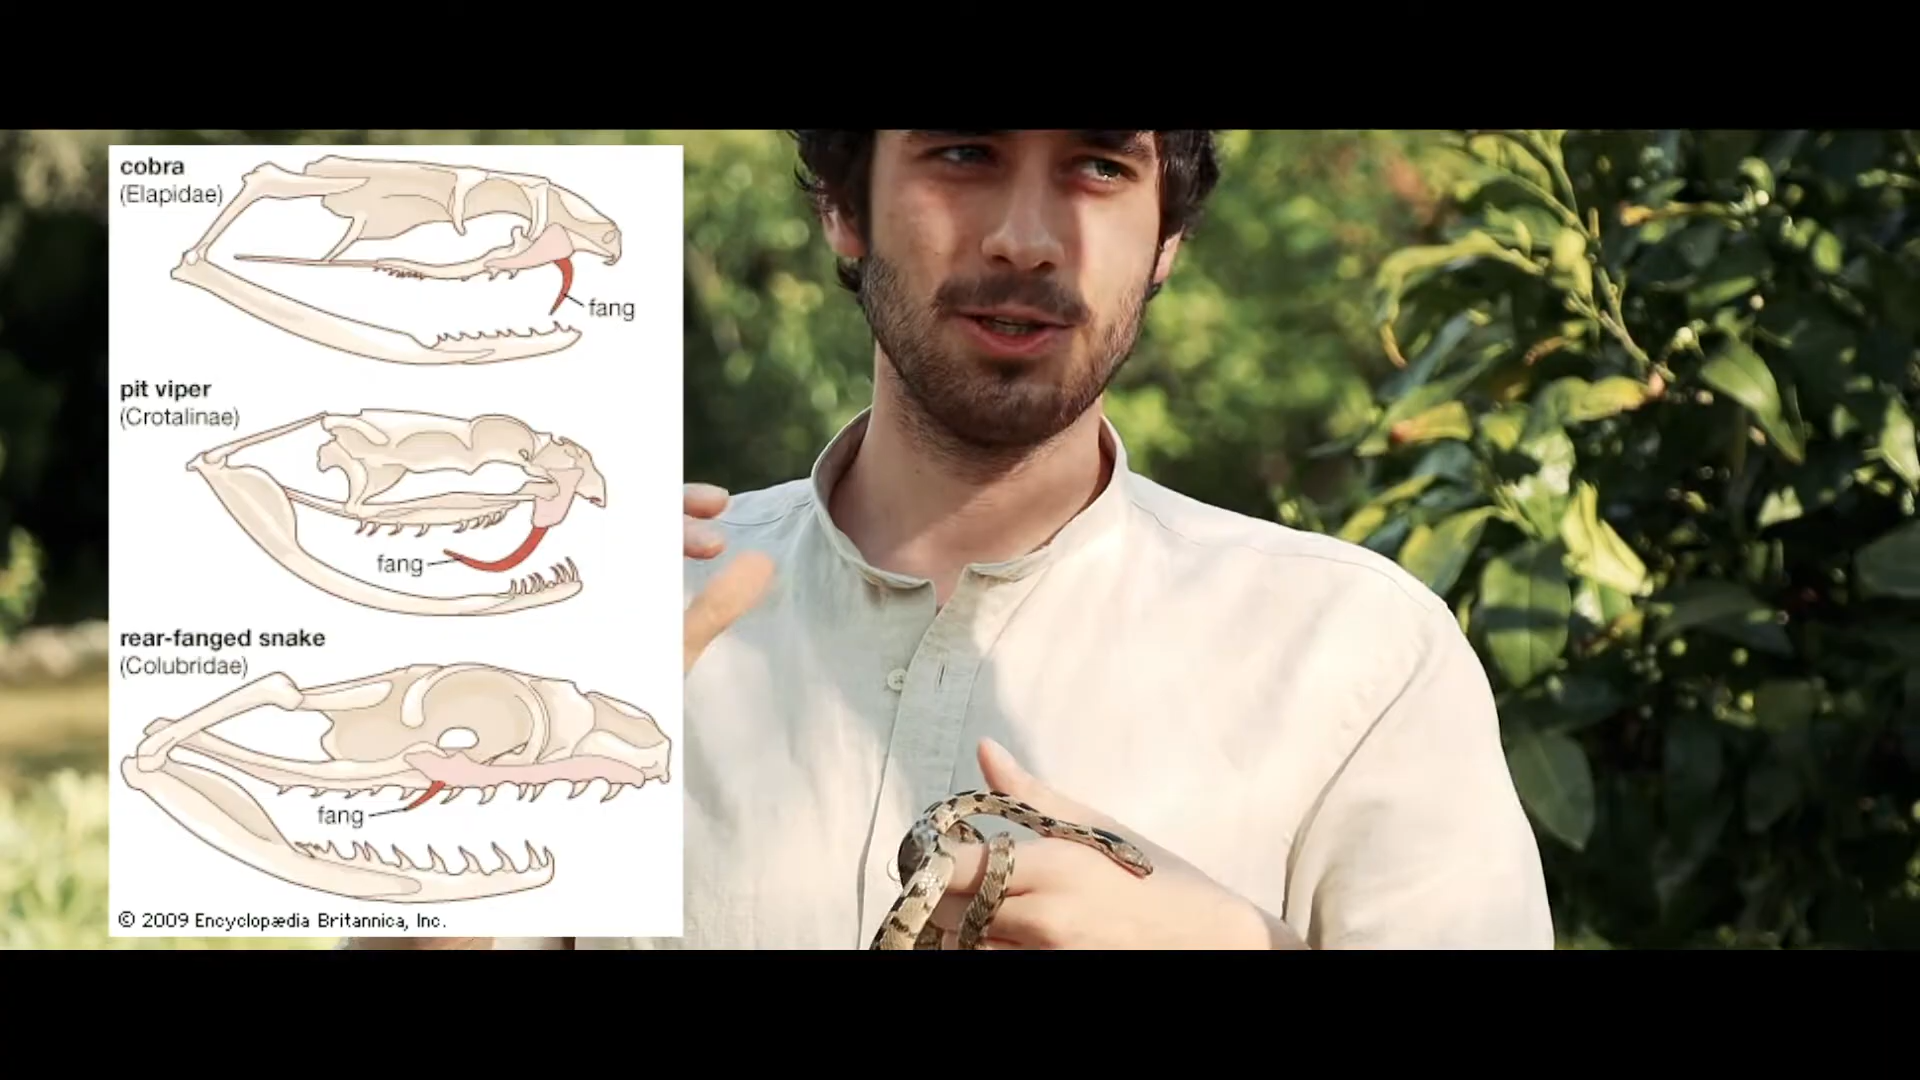 cobra
(Elapidae)
fang
pit viper
(Crotalinae)
fang
rear-fanged snake
(Colubridae)
fang
© 2009 Encyclopædia Britannica, Inc.